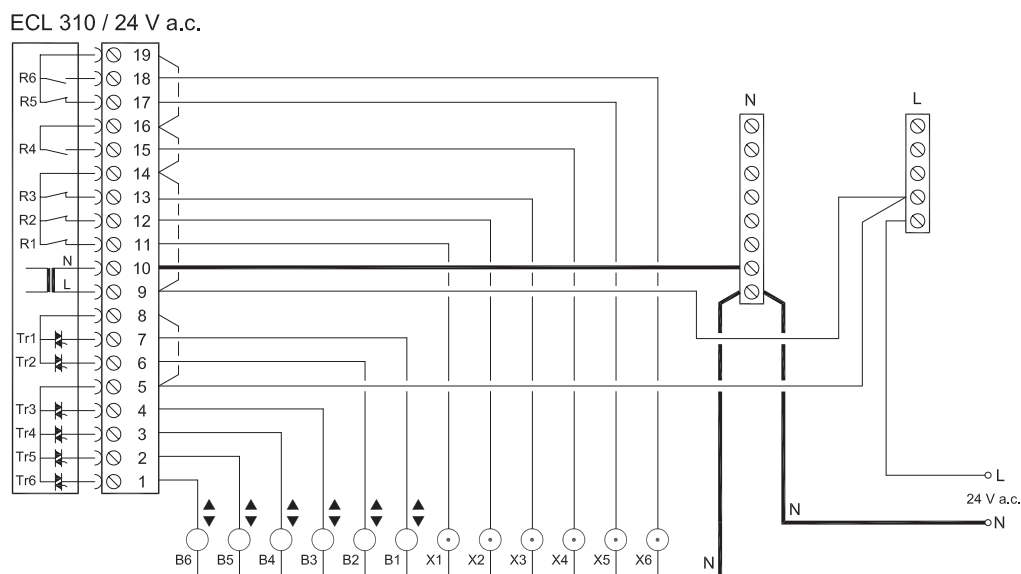 ECL 310 / 24 V a.c.
19
R6 18
R5 17
N L
16
R4 15
14
R3 13
R2 12
R1 11
N 10
L 9
8
Tr1 7
Tr2 6
5
Tr3 4
Tr4 3
Tr5 2
Tr6 1
L
24 V a.c.
N N
B6 B5 B4 B3 B2 B1 X1 X2 X3 X4 X5 X6 N